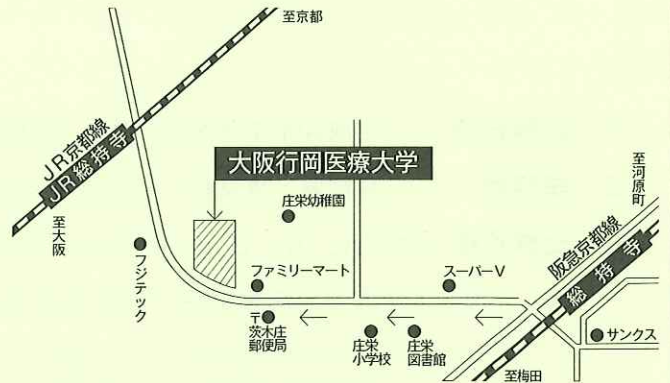 至京都
JR京都線
JR総持寺
至大阪
大阪行岡医療大学
庄栄幼稚園
フジテック
ファミリーマート
スーパーV
〒
茨木庄
郵便局
庄栄
小学校
庄栄
図書館
至河原町
阪急京都線
総持寺
サンクス
至梅田